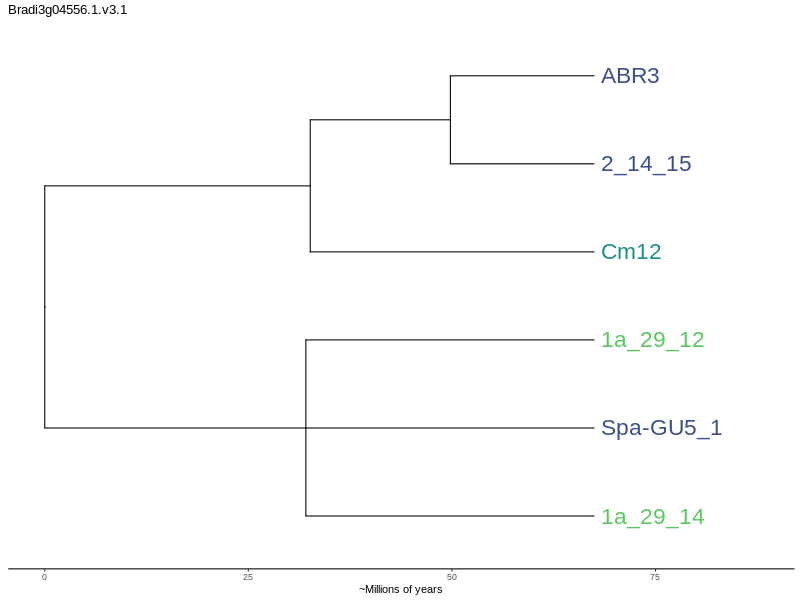 Bradi3g04556.1.v3.1
ABR3
2_14_15
Cm12
1a_29_12
Spa-GU5_1
1a_29_14
0 25 50 75
~Millions of years